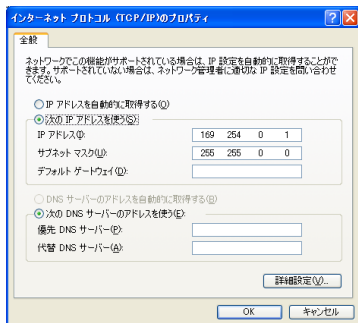 インターネット プロトコル (TCP/IP)のプロパティ
全般
ネットワークでこの機能がサポートされている場合は、IP 設定を自動的に取得することがで
きます。サポートされていない場合は、ネットワーク管理者に適切な IP 設定を問い合わせ
てください。
IP アドレスを自動的に取得する(O)
次の IP アドレスを使う(S):
IP アドレス(I): 169 254 0 1
サブネット マスク(U): 255 255 0 0
デフォルト ゲートウェイ(D):
DNS サーバーのアドレスを自動的に取得する(B)
次の DNS サーバーのアドレスを使う(E):
優先 DNS サーバー(P):
代替 DNS サーバー(A):
詳細設定(V)...
OK キャンセル